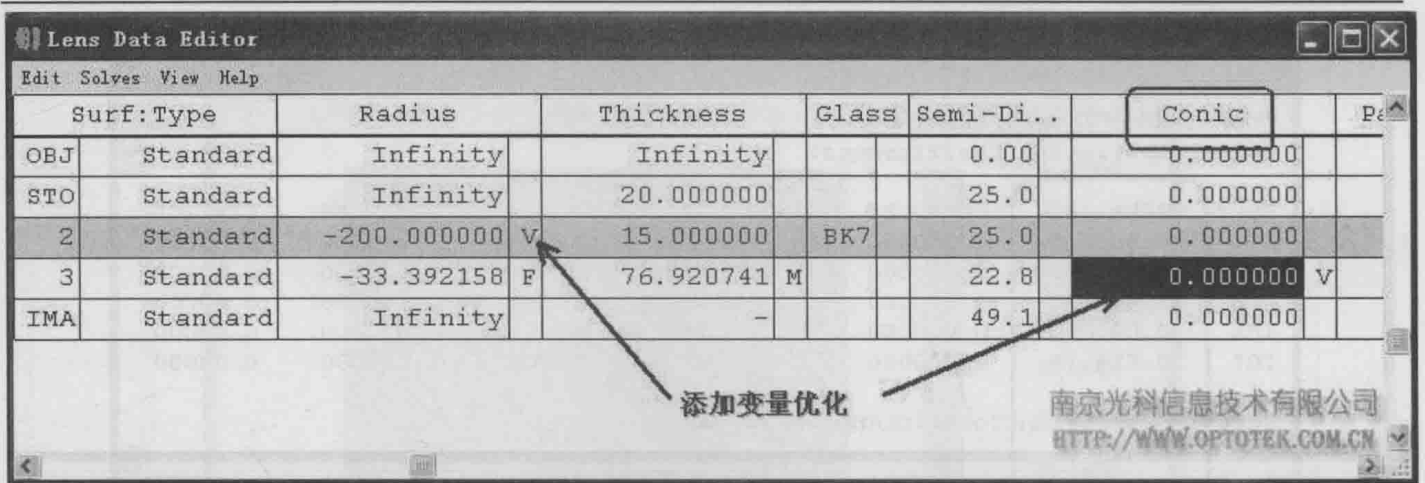 Lens Data Editor
Edit Solves View Help
Surf:Type Radius Thickness Glass Semi-Di.. Conic Pa
OBJ Standard Infinity Infinity 0.00 0.000000
STO Standard Infinity 20.000000 25.0 0.000000
2 Standard -200.000000 V 15.000000 BK7 25.0 0.000000
3 Standard -33.392158 F 76.920741 M 22.8 0.000000 V
IMA Standard Infinity - 49.1 0.000000
添加变量优化
南京光科信息技术有限公司
HTTP://WWW.OPTOTEK.COM.CN